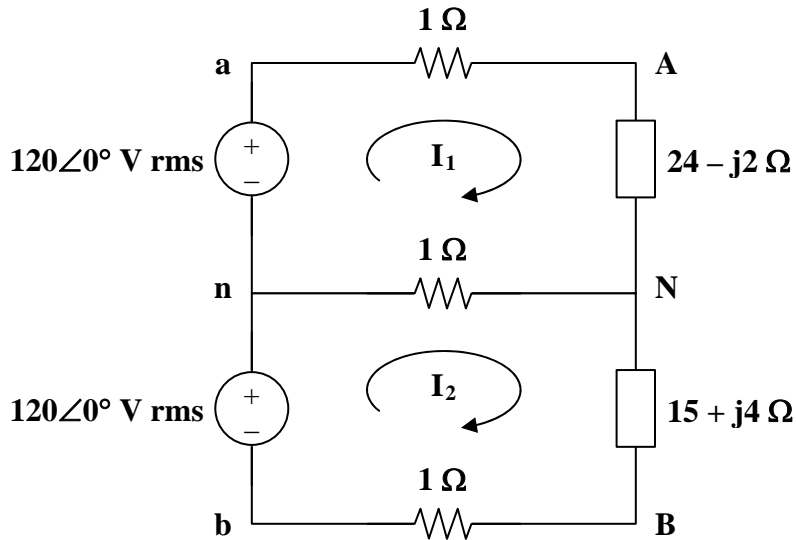 1 Ω
a
A
120∠0° V rms
+
–
I₁
24 – j2 Ω
1 Ω
n
N
120∠0° V rms
+
–
I₂
15 + j4 Ω
1 Ω
b
B